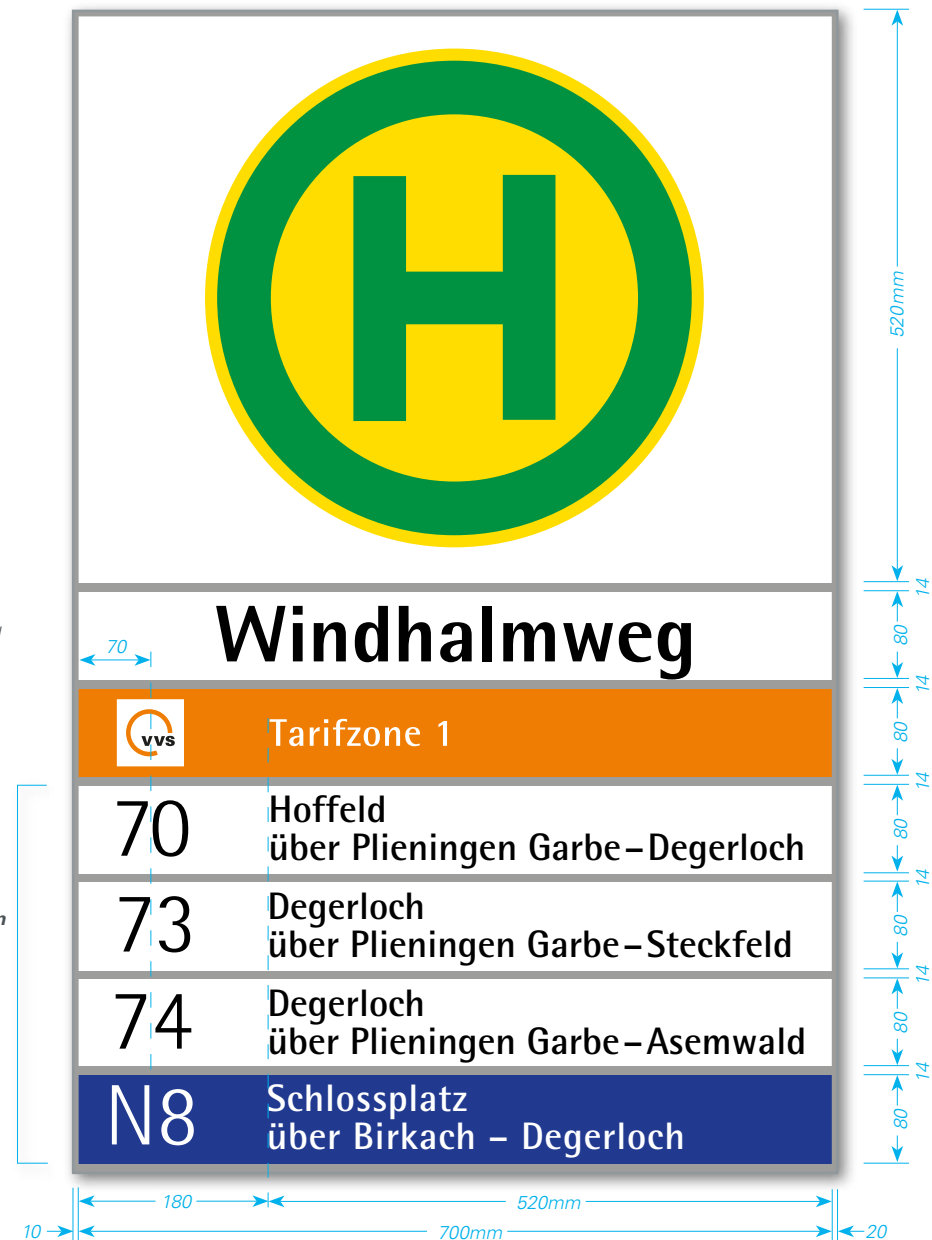 H
520mm
14
Windhalmweg
80
70
14
vvs
Tarifzone 1
80
14
70
Hoffeld
über Plieningen Garbe–Degerloch
80
14
73
Degerloch
über Plieningen Garbe–Steckfeld
80
14
74
Degerloch
über Plieningen Garbe–Asemwald
80
14
N8
Schlossplatz
über Birkach – Degerloch
80
180
520mm
10
700mm
20